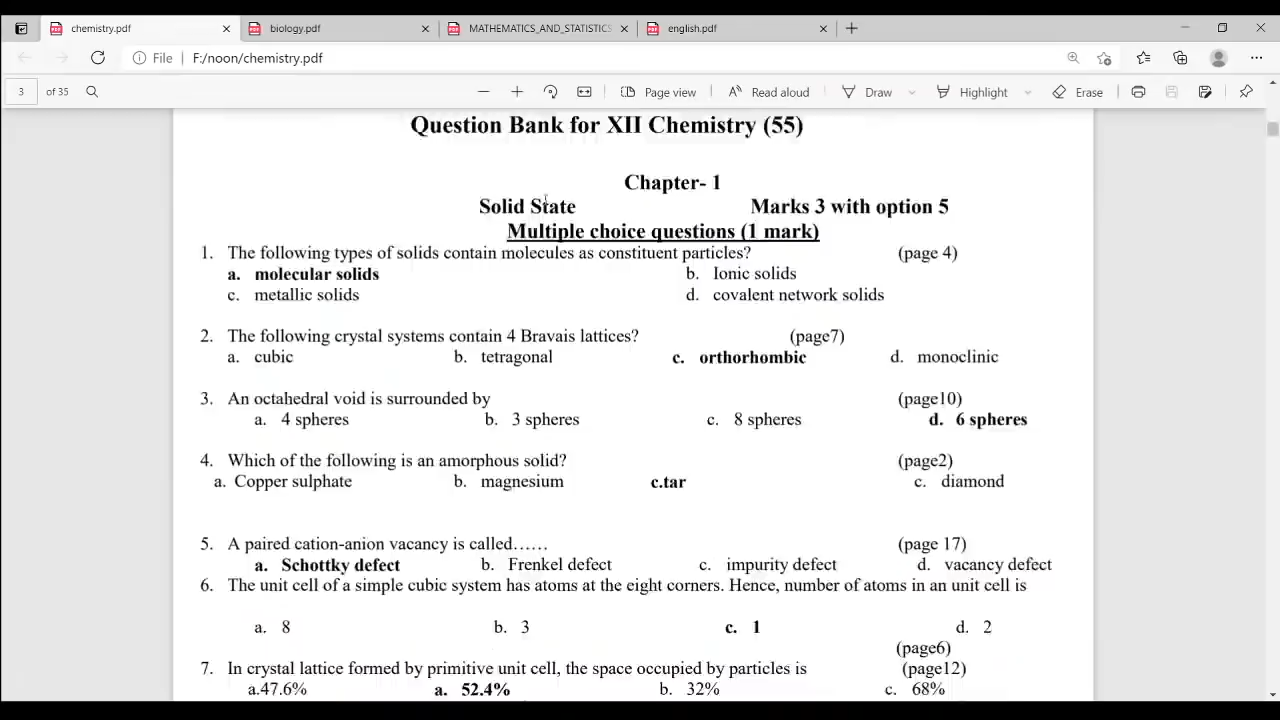 chemistry.pdf biology.pdf MATHEMATICS_AND_STATISTICS english.pdf
File F:/noon/chemistry.pdf
3 of 35 Page view Read aloud Draw Highlight Erase
Question Bank for XII Chemistry (55)
Chapter- 1
Solid State Marks 3 with option 5
Multiple choice questions (1 mark)
1. The following types of solids contain molecules as constituent particles? (page 4)
a. molecular solids b. Ionic solids
c. metallic solids d. covalent network solids
2. The following crystal systems contain 4 Bravais lattices? (page7)
a. cubic b. tetragonal c. orthorhombic d. monoclinic
3. An octahedral void is surrounded by (page10)
a. 4 spheres b. 3 spheres c. 8 spheres d. 6 spheres
4. Which of the following is an amorphous solid? (page2)
a. Copper sulphate b. magnesium c.tar c. diamond
5. A paired cation-anion vacancy is called…… (page 17)
a. Schottky defect b. Frenkel defect c. impurity defect d. vacancy defect
6. The unit cell of a simple cubic system has atoms at the eight corners. Hence, number of atoms in an unit cell is
a. 8 b. 3 c. 1 d. 2
(page6)
7. In crystal lattice formed by primitive unit cell, the space occupied by particles is (page12)
a.47.6% a. 52.4% b. 32% c. 68%